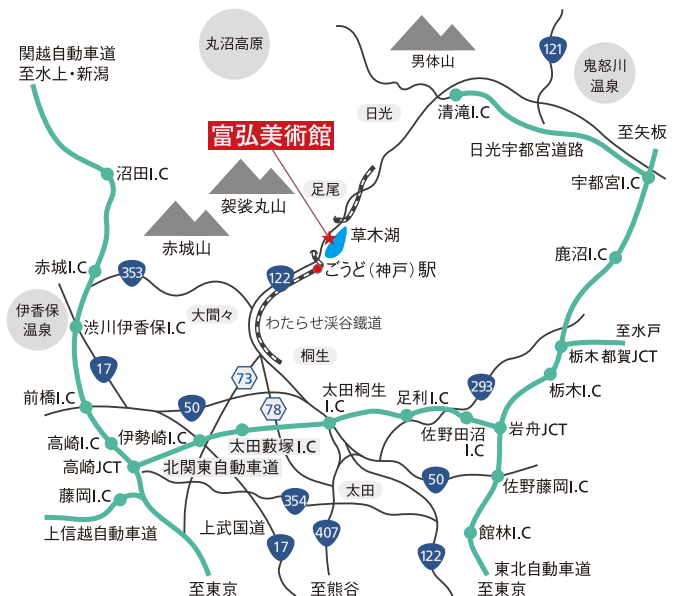 関越自動車道
至水上・新潟
丸沼高原
男体山
121
鬼怒川
温泉
日光
清滝I.C
日光宇都宮道路
至矢板
富弘美術館
沼田I.C
袈裟丸山
足尾
宇都宮I.C
赤城山
草木湖
鹿沼I.C
赤城I.C
353
122
ごうど（神戸）駅
伊香保
温泉
渋川伊香保I.C
大間々
わたらせ渓谷鐵道
至水戸
栃木都賀JCT
桐生
17
73
293
栃木I.C
前橋I.C
50
78
太田桐生
I.C
足利I.C
高崎I.C
伊勢崎I.C
太田藪塚I.C
佐野田沼
I.C
岩舟JCT
高崎JCT
北関東自動車道
藤岡I.C
354
太田
50
佐野藤岡I.C
上信越自動車道
上武国道
17
407
122
館林I.C
東北自動車道
至東京
至熊谷
至東京